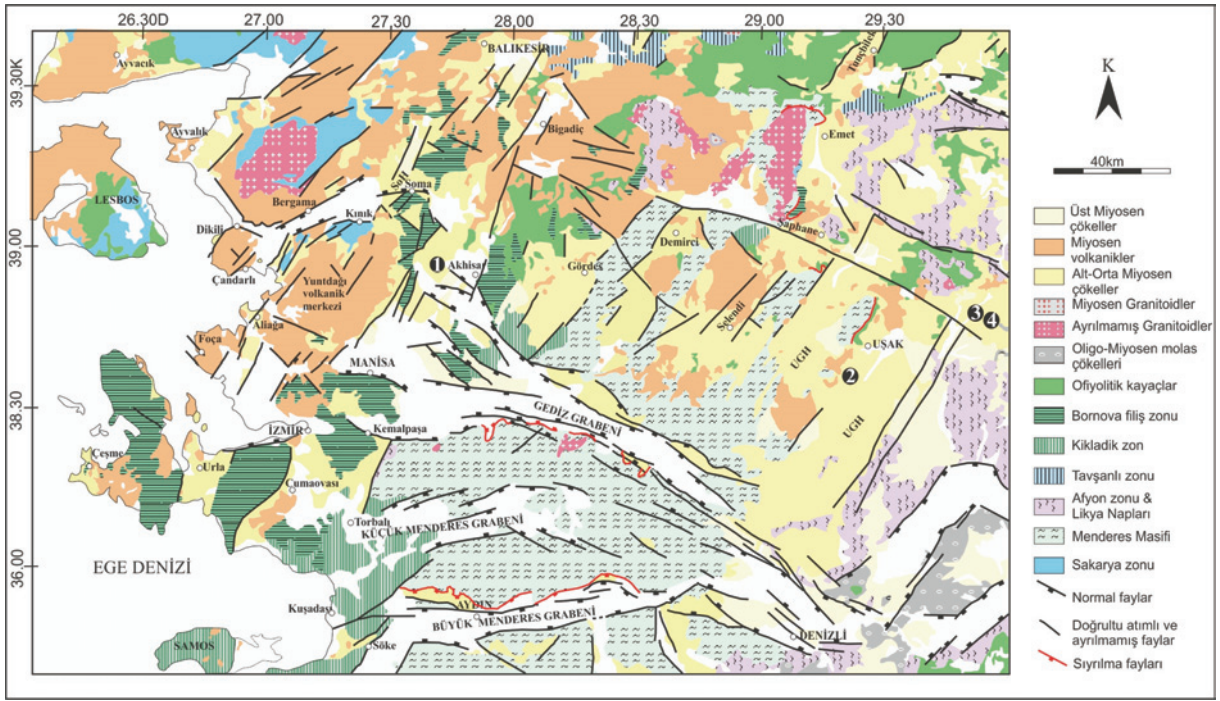 26.30D 27.00 27.30 28.00 28.30 29.00 29.30
39.30K
39.00
38.30
36.00
Ayvacık
BALIKESİR
Tunçbilek
Ayvalık
Bigadiç
Emet
LESBOS
Soma
Bergama
Kınık
Dikili
Demirci
Şaphane
1
Akhisa
Gördes
Çandarlı
Yuntdağı
volkanik
merkezi
Aliağa
Selendi
3 4
Foça
UGH
UŞAK
MANİSA
2
GEDİZ GRABENİ
UGH
İZMİR
Kemalpaşa
Çeşme
Urla
Cumaovası
Torbalı
KÜÇÜK MENDERES GRABENİ
EGE DENİZİ
Kuşadası
AYDIN
BÜYÜK MENDERES GRABENİ
DENİZLİ
SAMOS
Söke
K
40km
Üst Miyosen
çökeller
Miyosen
volkanikler
Alt-Orta Miyosen
çökeller
Miyosen Granitoidler
Ayrılmamış Granitoidler
Oligo-Miyosen molas
çökelleri
Ofiyolitik kayaçlar
Bornova filiş zonu
Kikladik zon
Tavşanlı zonu
Afyon zonu &
Likya Napları
Menderes Masifi
Sakarya zonu
Normal faylar
Doğrultu atımlı ve
ayrılmamış faylar
Sıyrılma fayları